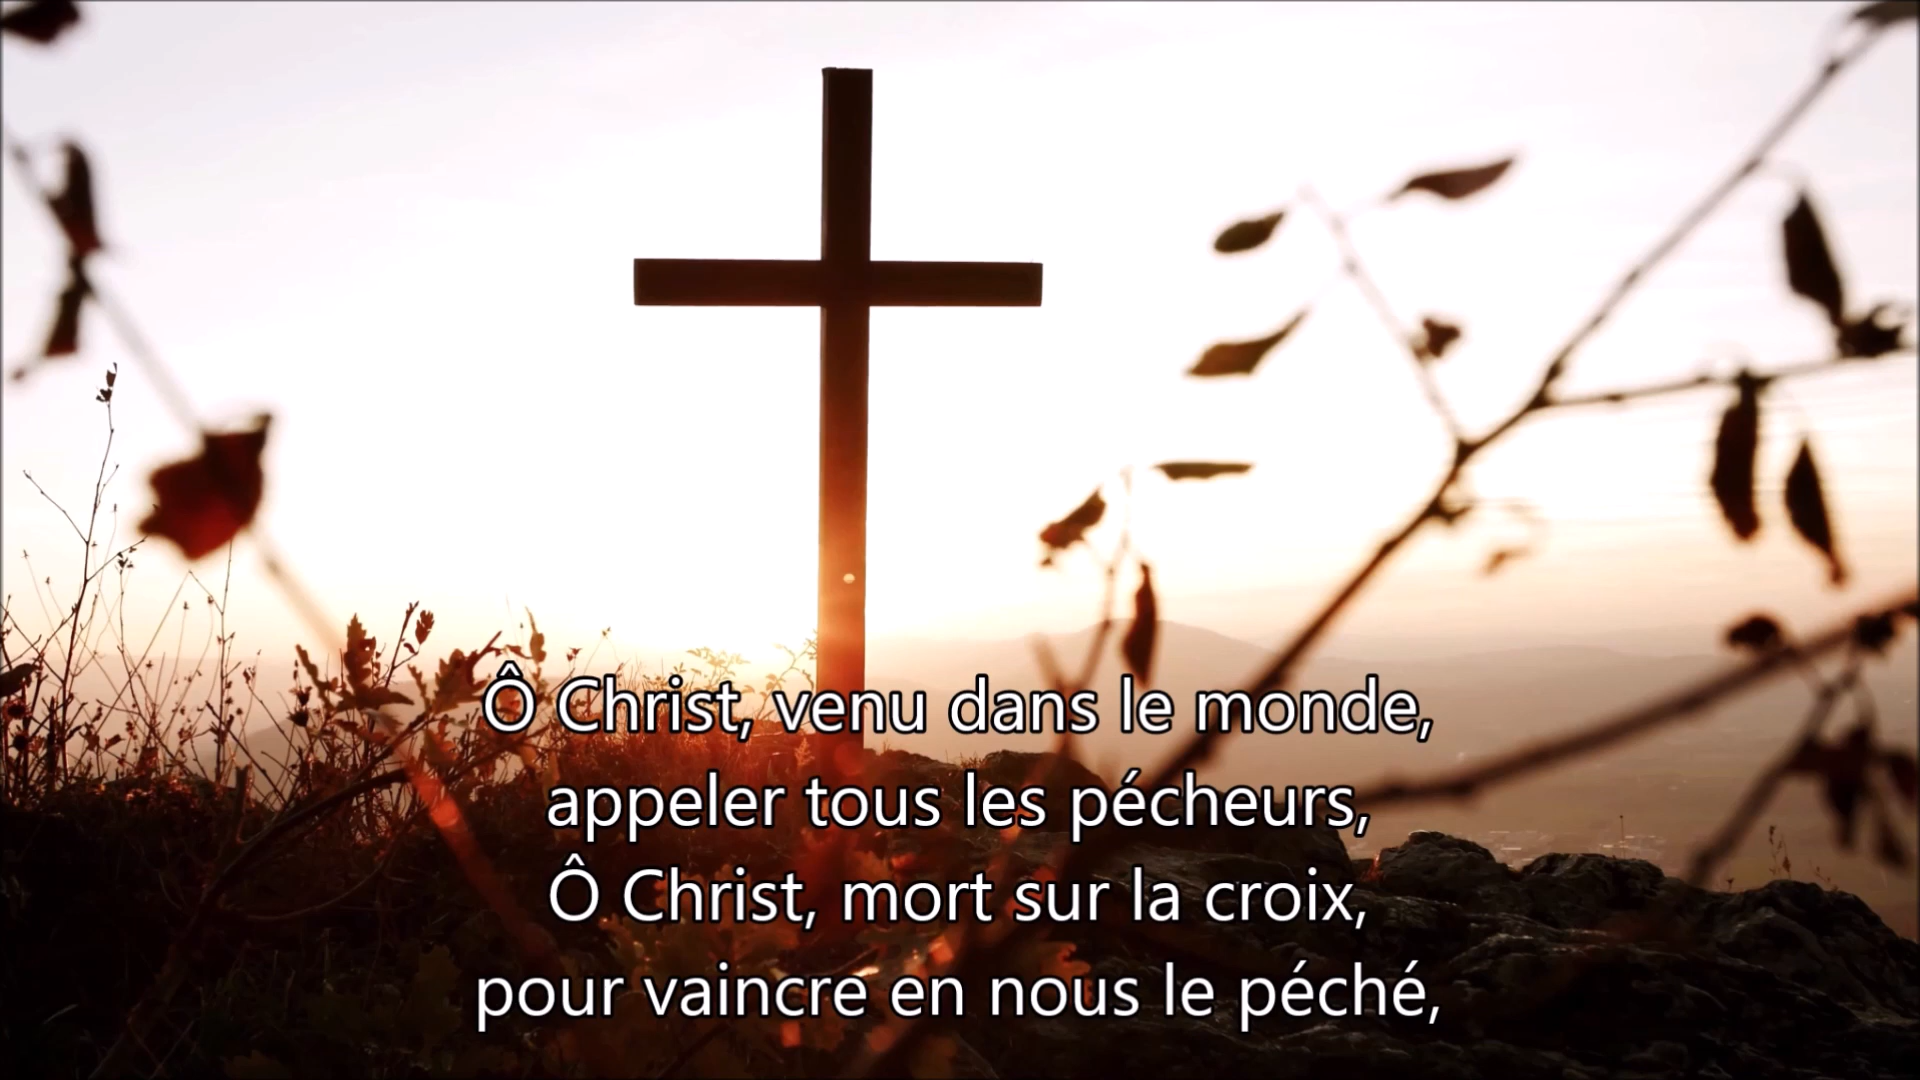 Ô Christ, venu dans le monde,
appeler tous les pécheurs,
Ô Christ, mort sur la croix,
pour vaincre en nous le péché,